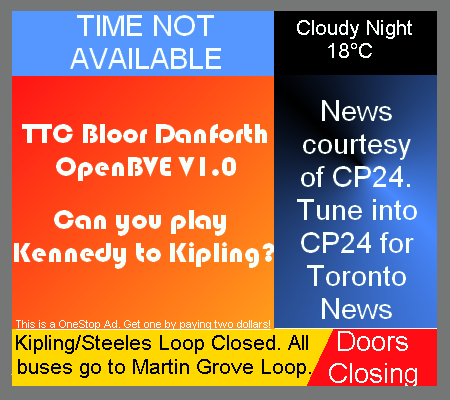 TIME NOT
AVAILABLE
Cloudy Night
18°C
TTC Bloor Danforth
OpenBVE V1.0
Can you play
Kennedy to Kipling?
This is a OneStop Ad. Get one by paying two dollars!
News
courtesy
of CP24.
Tune into
CP24 for
Toronto
News
Kipling/Steeles Loop Closed. All
buses go to Martin Grove Loop.
Doors
Closing